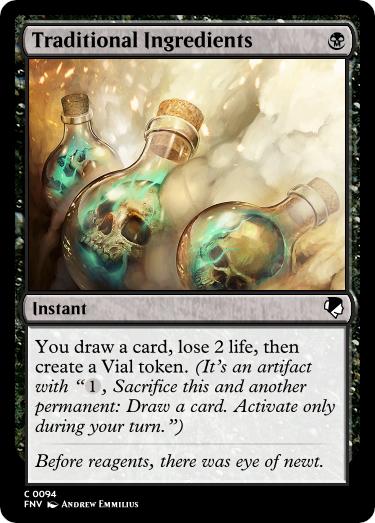 Traditional Ingredients
Instant
You draw a card, lose 2 life, then
create a Vial token. (It's an artifact
with “1, Sacrifice this and another
permanent: Draw a card. Activate only
during your turn.”)
Before reagents, there was eye of newt.
C 0094
FNV Andrew Emmilius